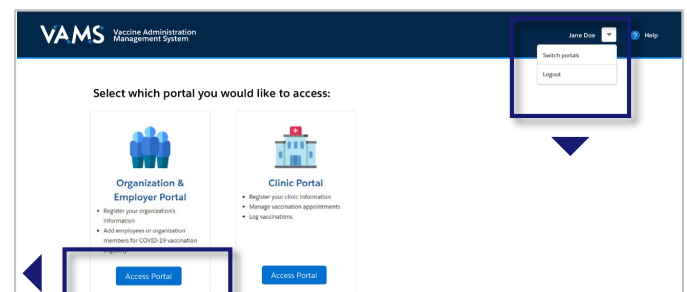 VAMS Vaccine Administration
Management System
Jane Doe
? Help
Switch portals
Logout
Select which portal you would like to access:
Organization &
Employer Portal
• Register your organization's
information
• Add employees or organization
members for COVID-19 vaccination
Access Portal
Clinic Portal
• Register your clinic information
• Manage vaccination appointments
• Log vaccinations
Access Portal